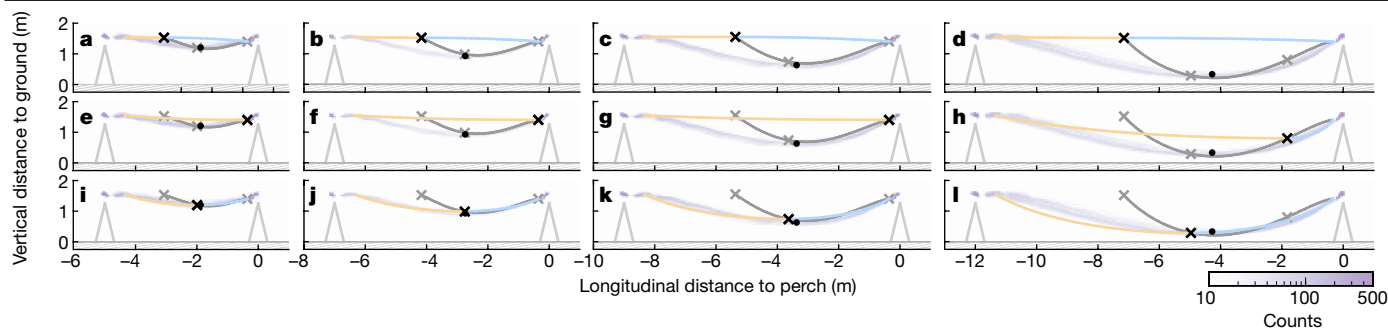 Vertical distance to ground (m)
2
1
0
a
b
c
d
2
1
0
e
f
g
h
2
1
0
i
j
k
l
−6 −4 −2 0 −8 −6 −4 −2 0 −10 −8 −6 −4 −2 0 −12 −10 −8 −6 −4 −2 0
Longitudinal distance to perch (m)
10 100 500
Counts